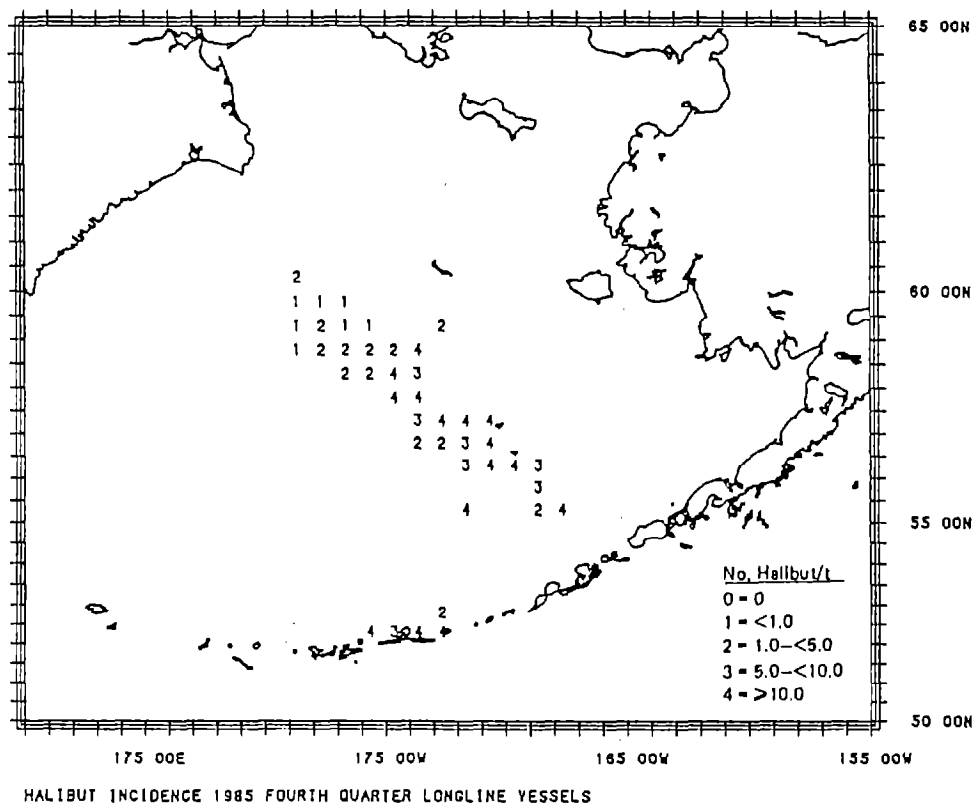 65 00N
2
60 00N
1 1 1
1 2 1 1 2
1 2 2 2 2 4
2 2 4 3
4 4
3 4 4 4
2 2 3 4
3 4 4 3
3
4 2 4
55 00N
No. Halibut/t
0 = 0
2
1 = <1.0
4 3 4 4
2 = 1.0-<5.0
3 = 5.0-<10.0
4 = >10.0
50 00N
175 00E 175 00W 165 00W 155 00W
HALIBUT INCIDENCE 1985 FOURTH QUARTER LONGLINE VESSELS